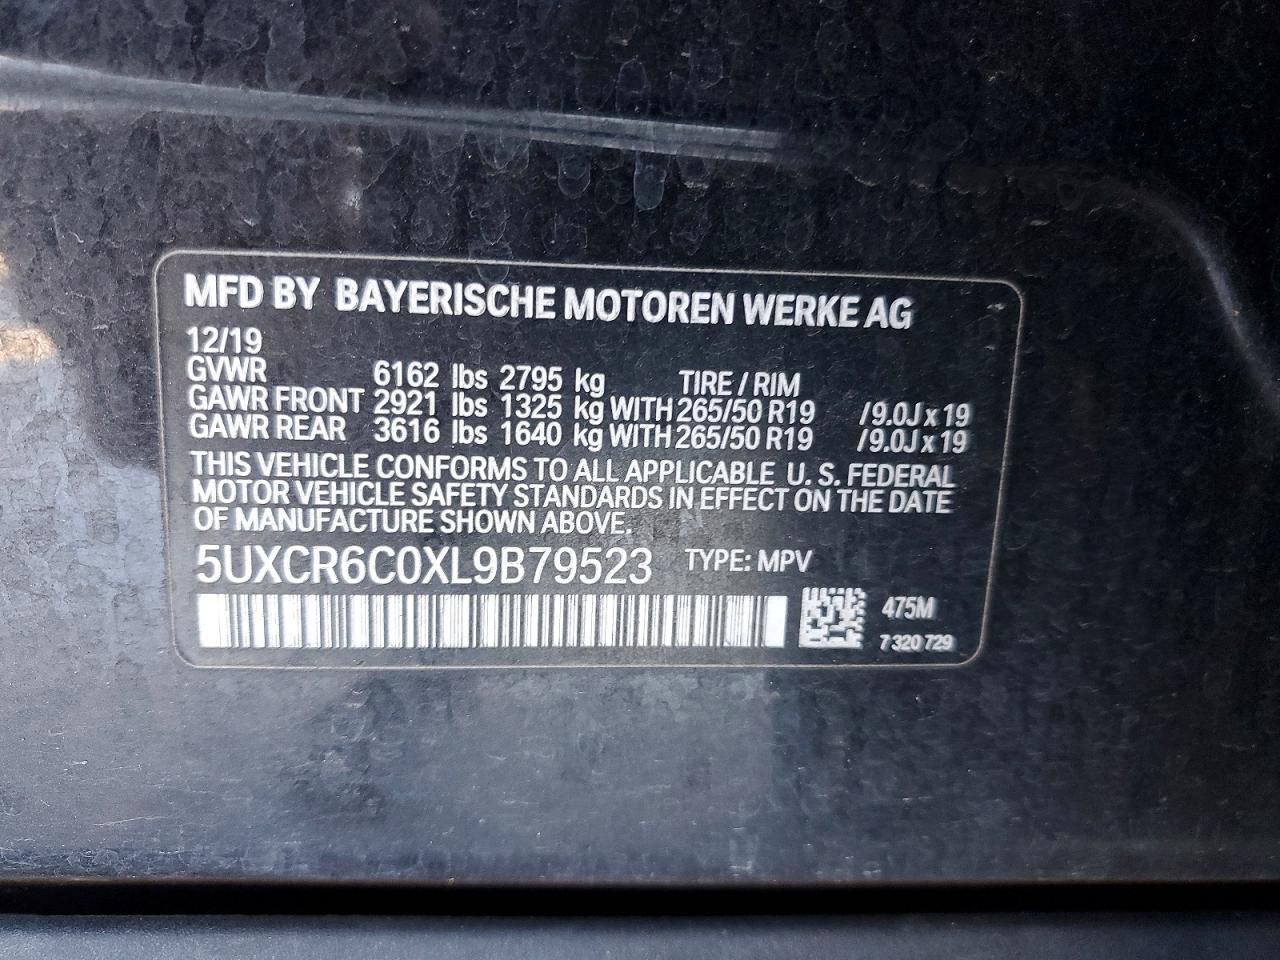 MFD BY BAYERISCHE MOTOREN WERKE AG
12/19
GVWR 6162 lbs 2795 kg TIRE / RIM
GAWR FRONT 2921 lbs 1325 kg WITH 265/50 R19 /9.0J x 19
GAWR REAR 3616 lbs 1640 kg WITH 265/50 R19 /9.0J x 19
THIS VEHICLE CONFORMS TO ALL APPLICABLE U. S. FEDERAL
MOTOR VEHICLE SAFETY STANDARDS IN EFFECT ON THE DATE
OF MANUFACTURE SHOWN ABOVE.
5UXCR6C0XL9B79523 TYPE: MPV
475M
7 320 729